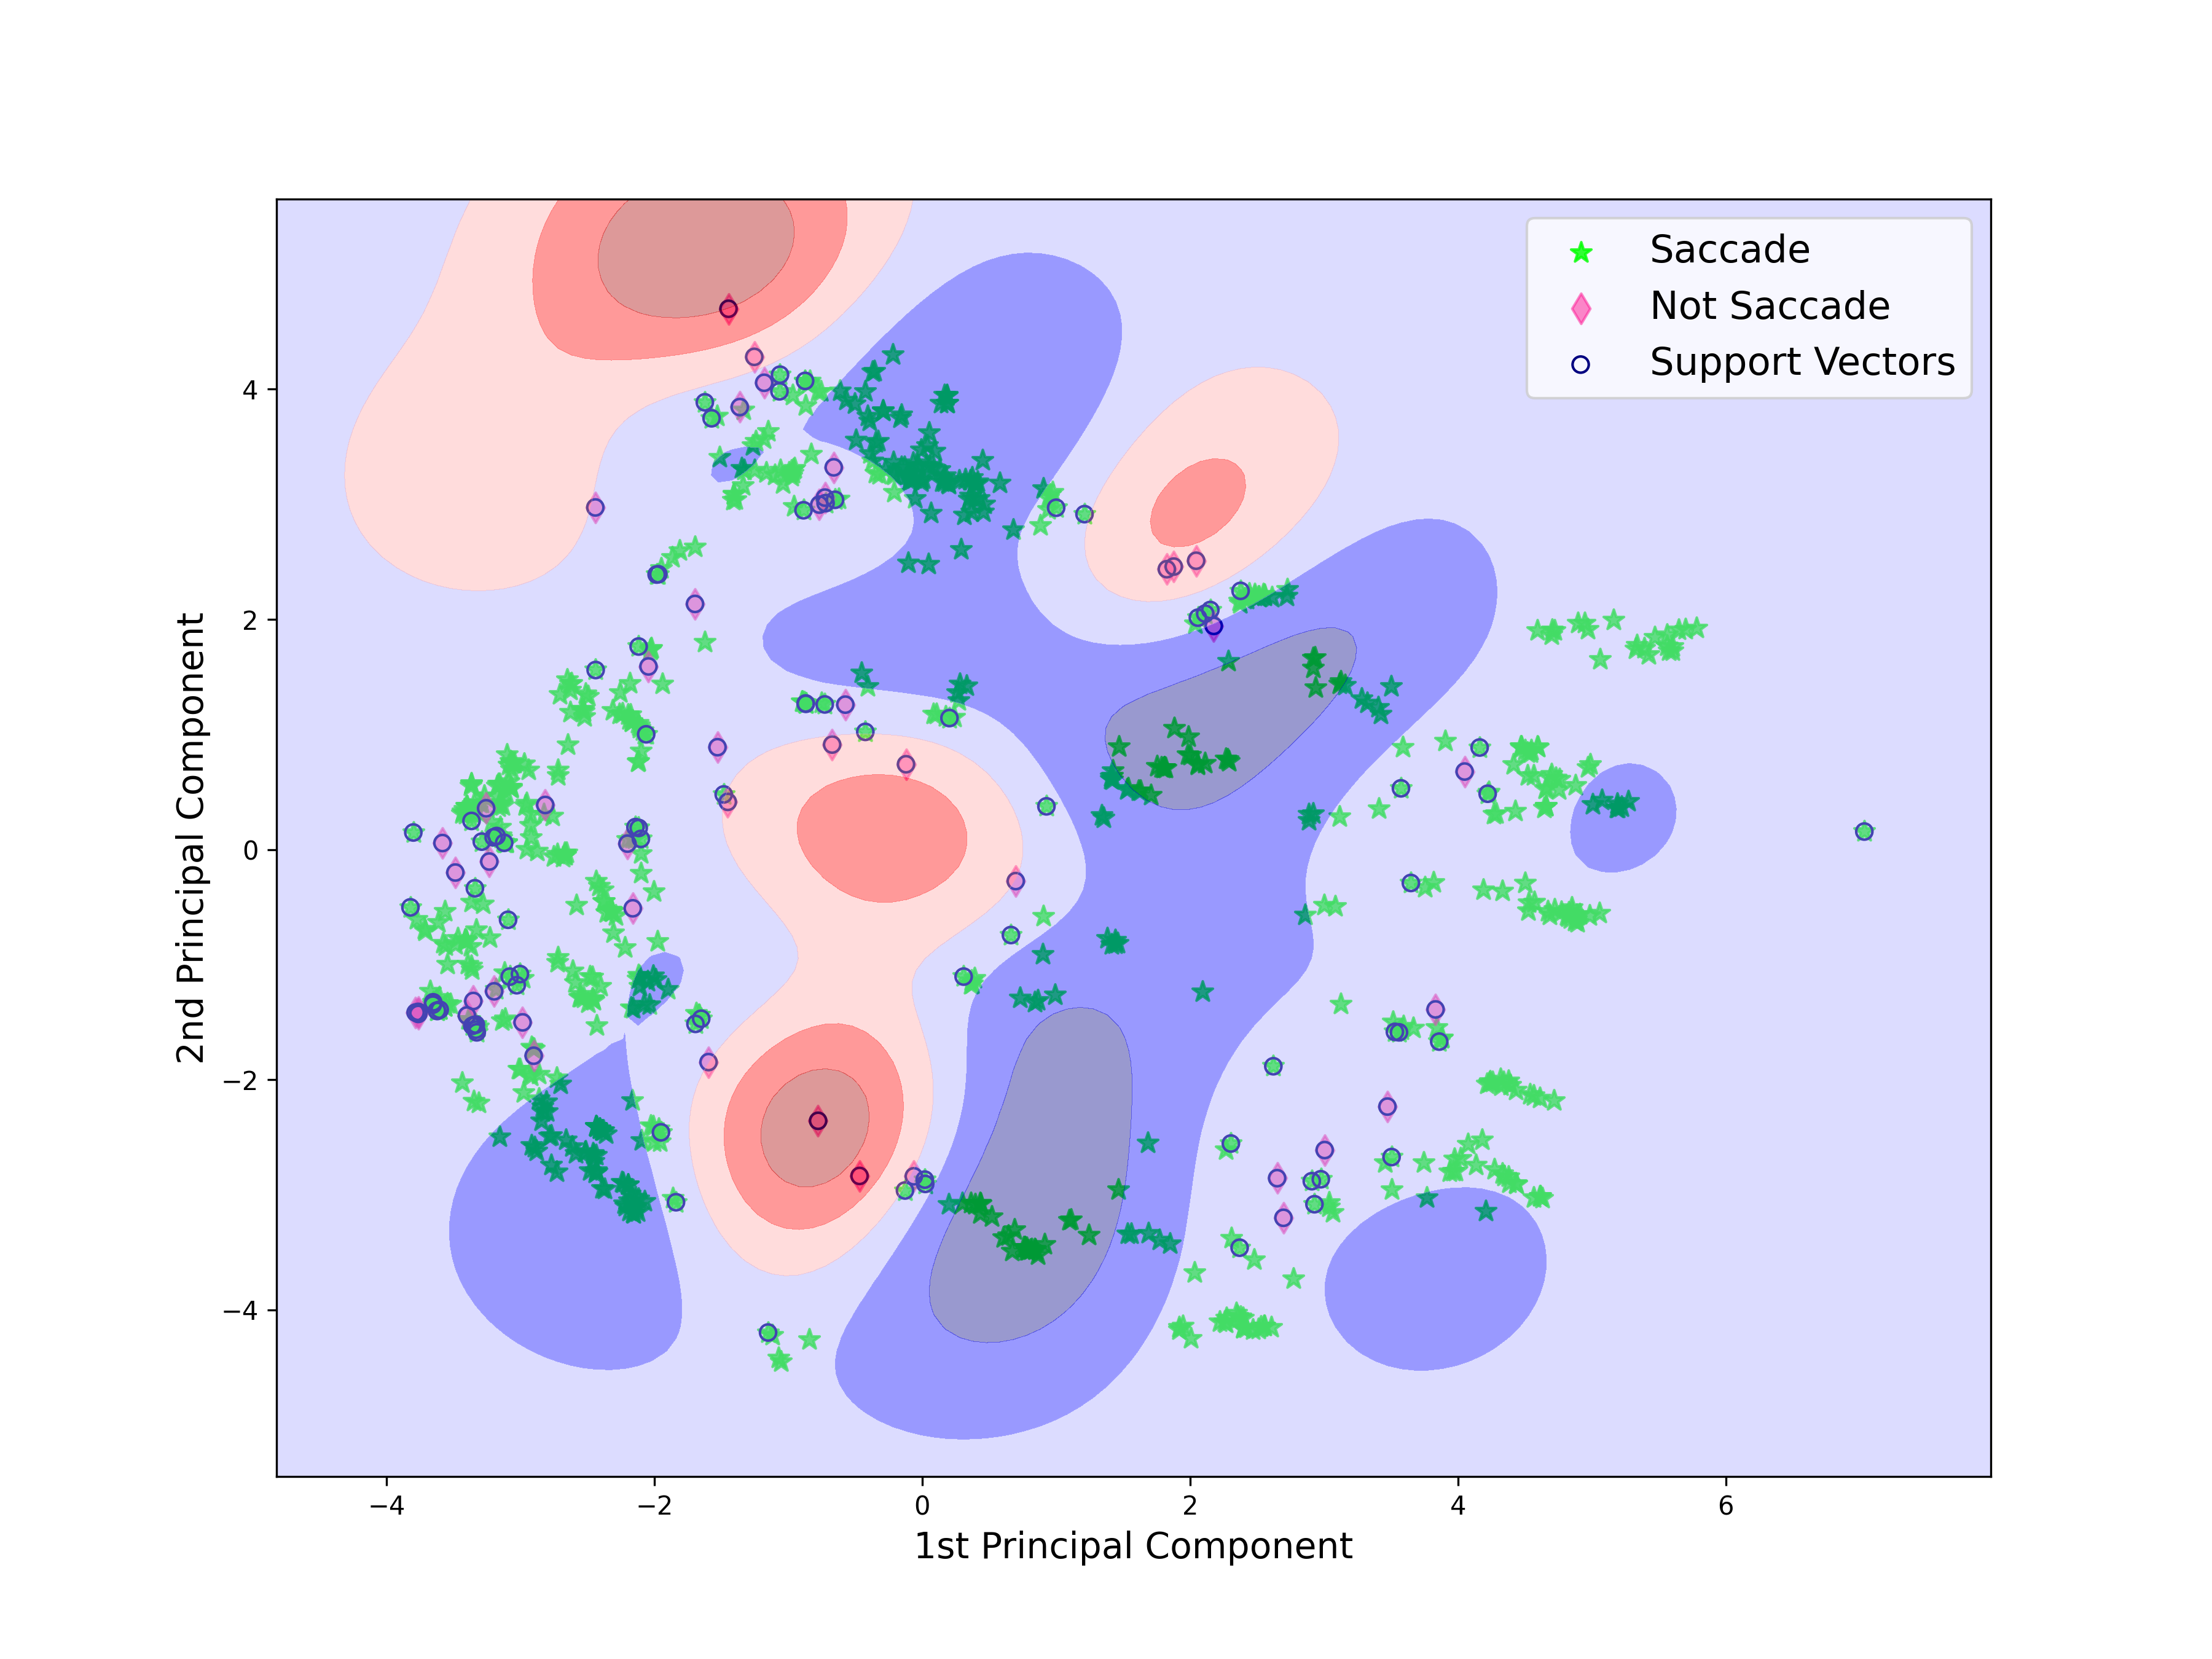 Saccade
Not Saccade
Support Vectors
4
2
0
−2
−4
2nd Principal Component
−4 −2 0 2 4 6
1st Principal Component